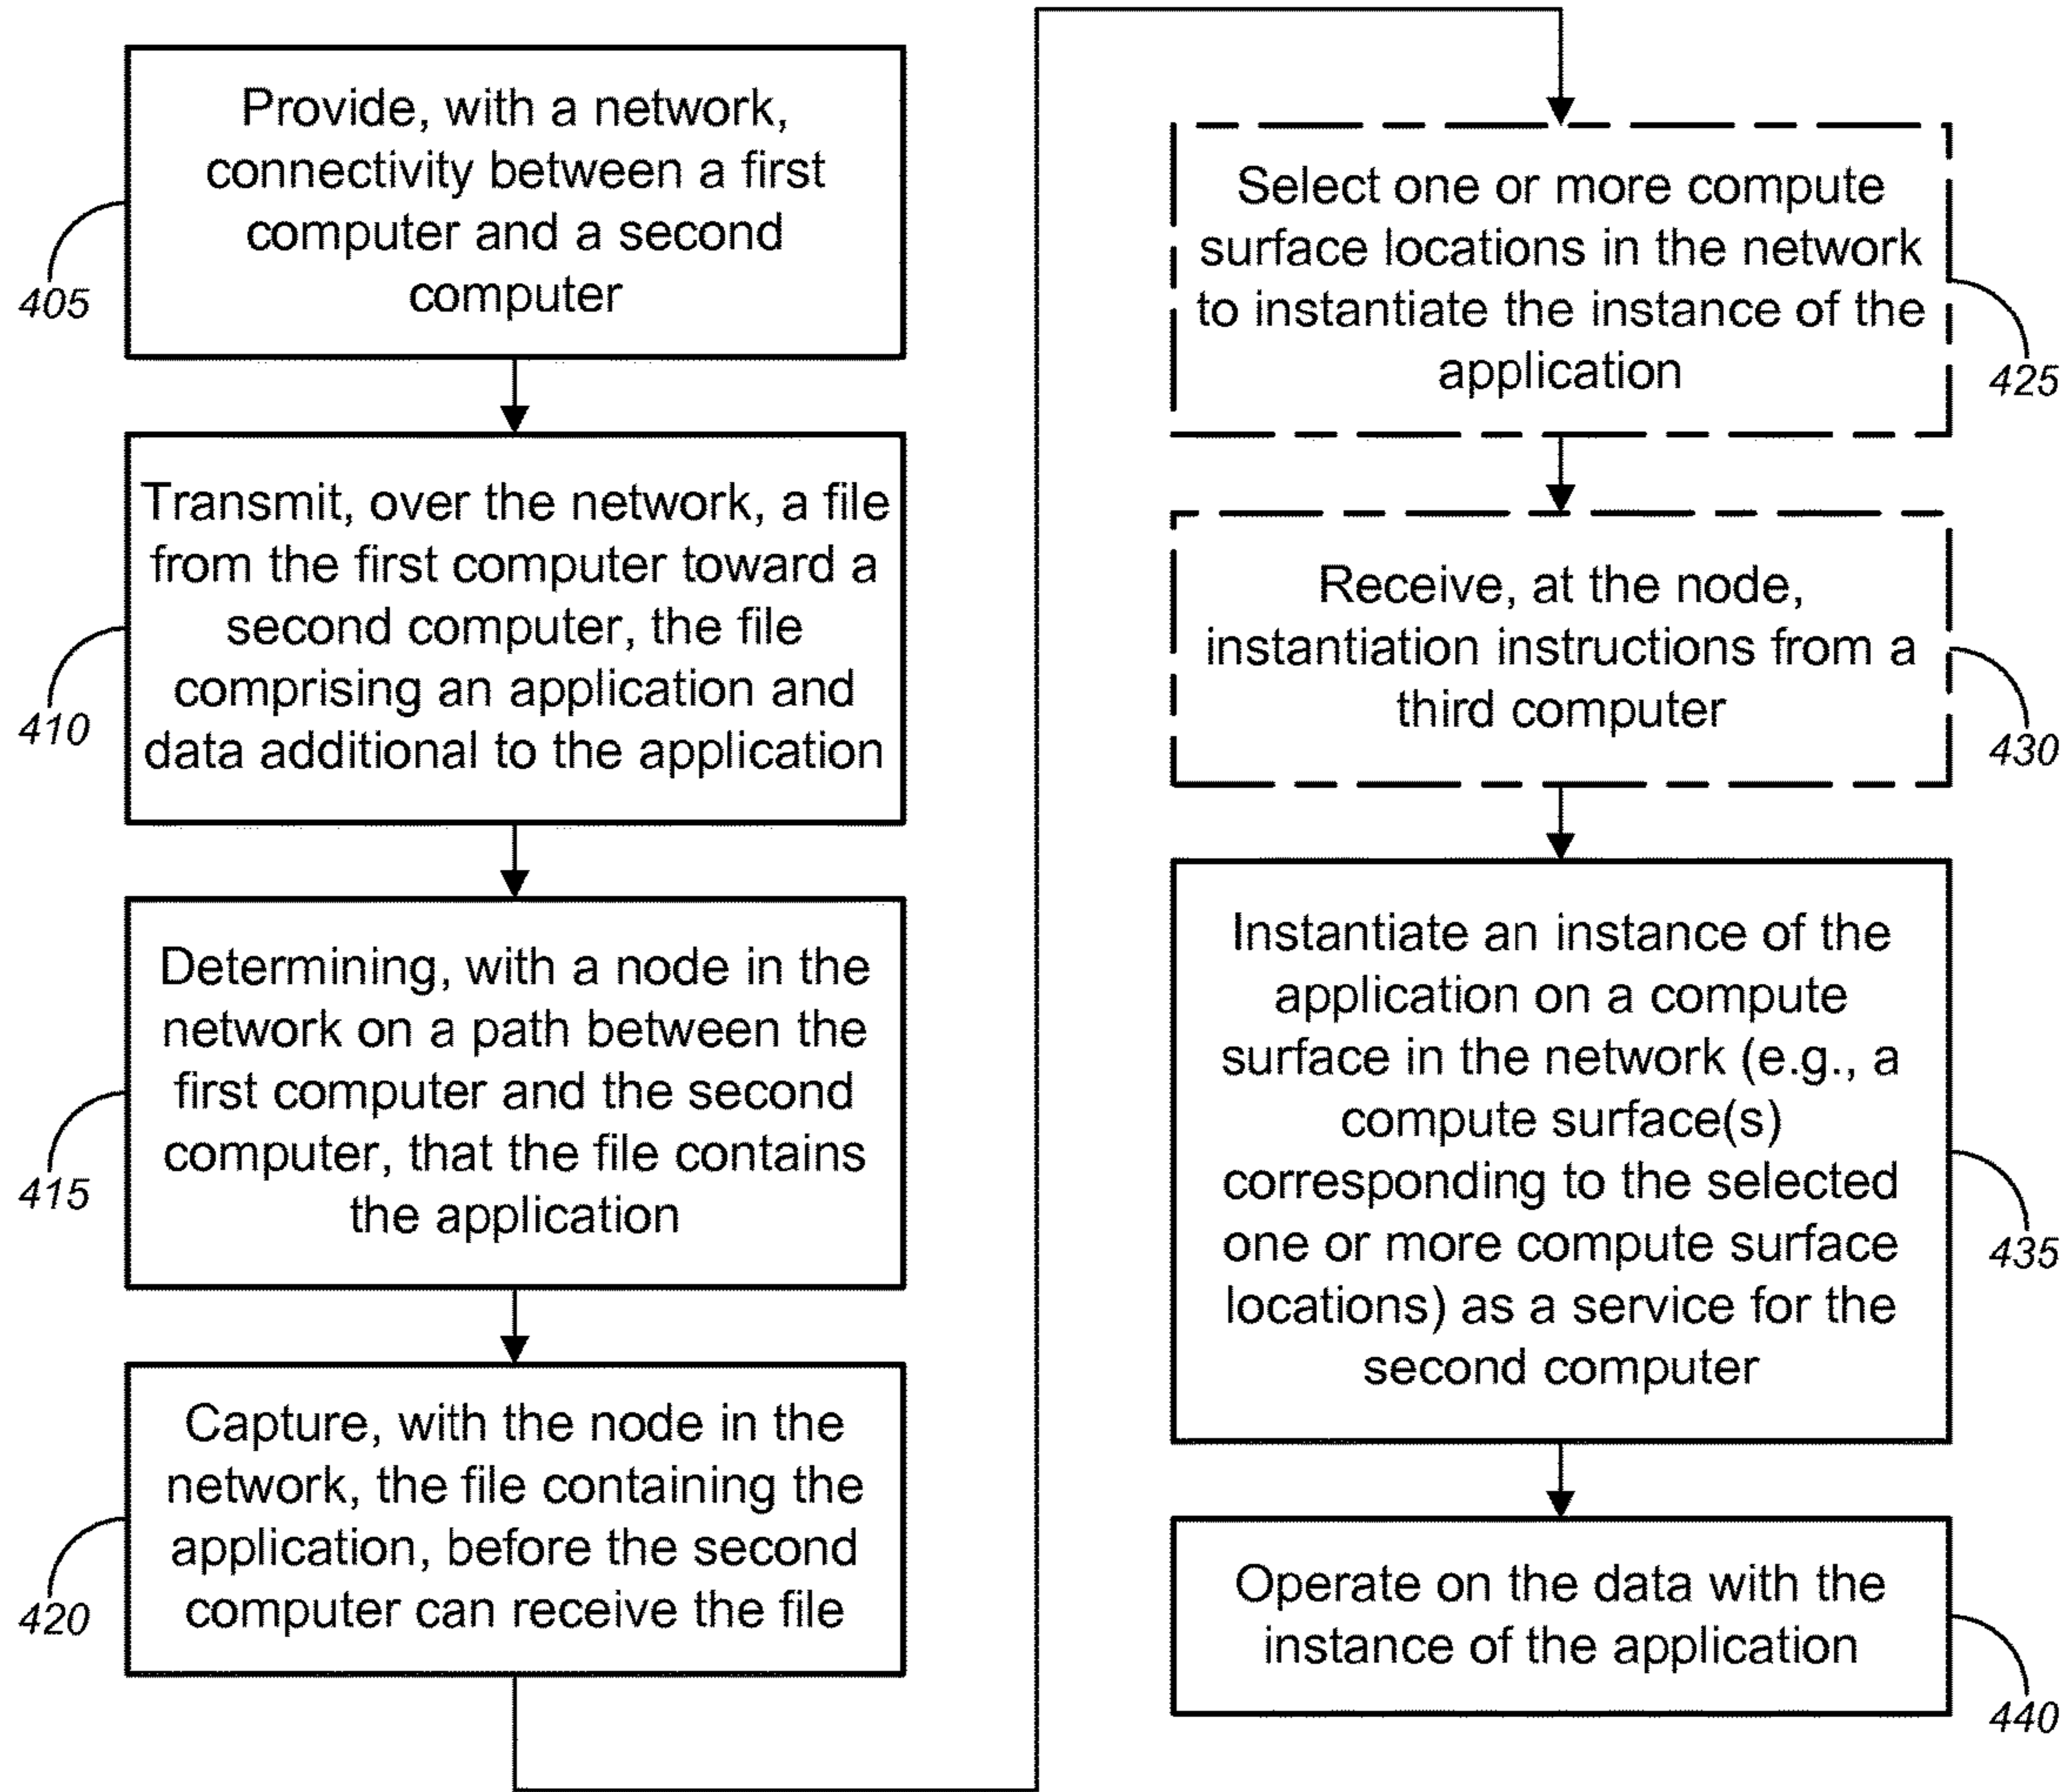 Provide, with a network,
connectivity between a first
computer and a second
computer
405
Transmit, over the network, a file
from the first computer toward a
second computer, the file
comprising an application and
data additional to the application
410
Determining, with a node in the
network on a path between the
first computer and the second
computer, that the file contains
the application
415
Capture, with the node in the
network, the file containing the
application, before the second
computer can receive the file
420
Select one or more compute
surface locations in the network
to instantiate the instance of the
application
425
Receive, at the node,
instantiation instructions from a
third computer
430
Instantiate an instance of the
application on a compute
surface in the network (e.g., a
compute surface(s)
corresponding to the selected
one or more compute surface
locations) as a service for the
second computer
435
Operate on the data with the
instance of the application
440